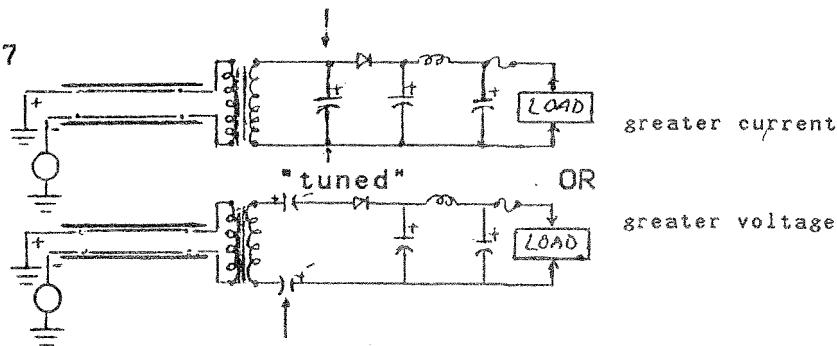 7
+
-
+
+
+
LOAD
greater current
"tuned" OR
+ -
greater voltage
+
-
+
+
LOAD
+ -